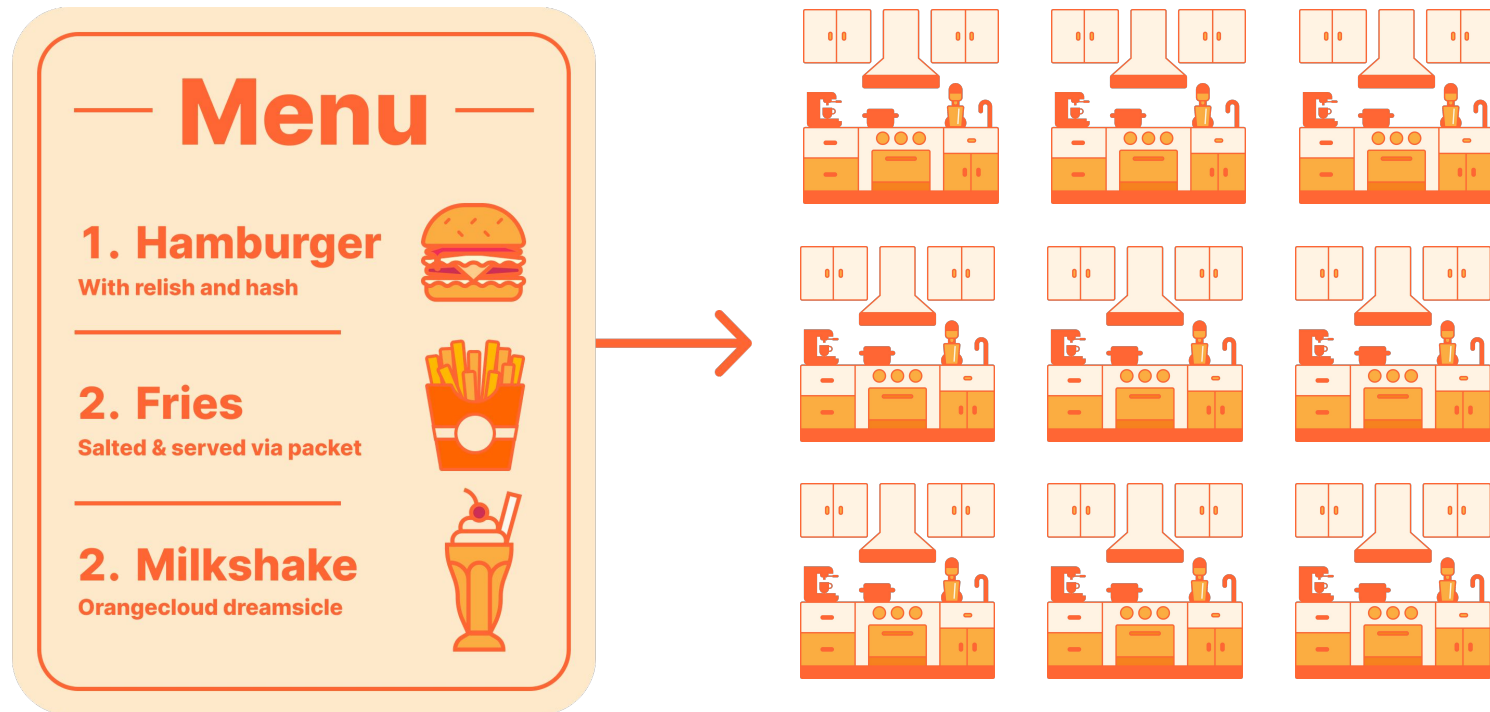 Menu
1. Hamburger
With relish and hash
2. Fries
Salted & served via packet
2. Milkshake
Orangecloud dreamsicle